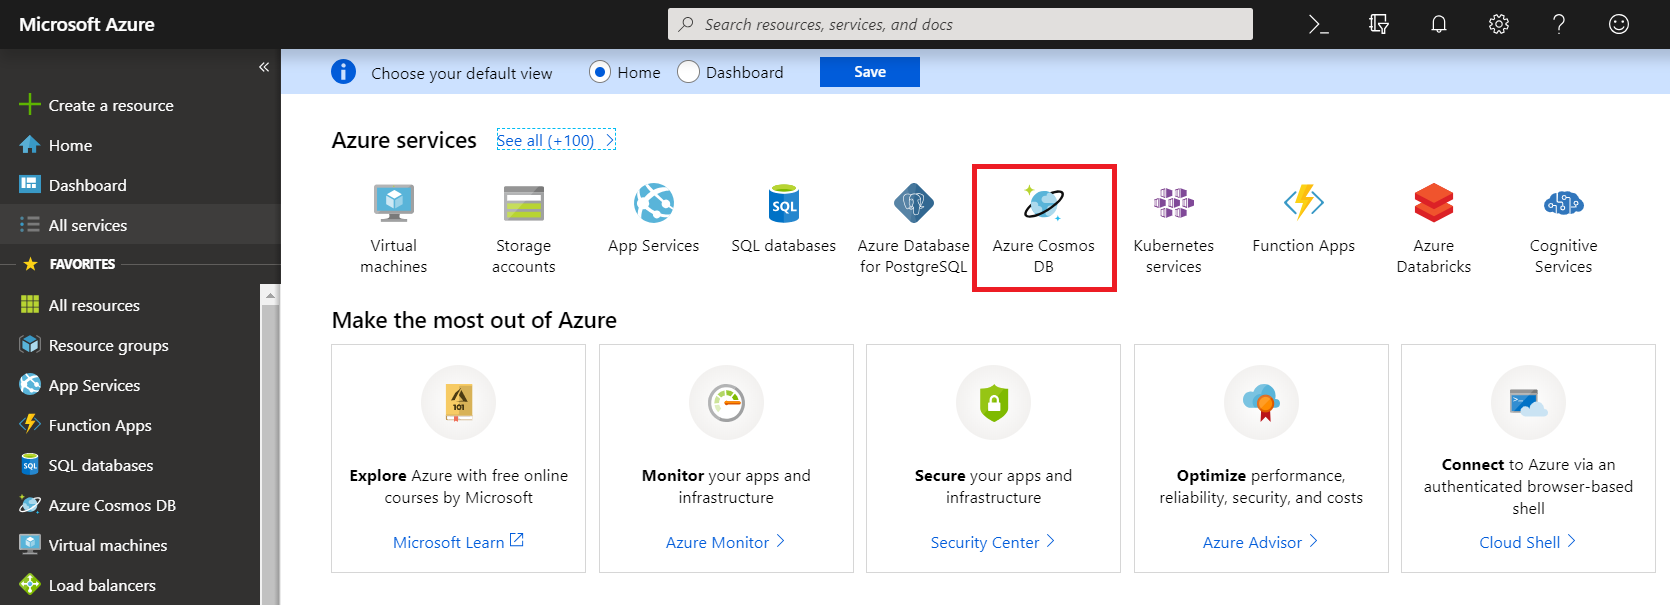 Microsoft Azure
Search resources, services, and docs
Create a resource
Home
Dashboard
All services
FAVORITES
All resources
Resource groups
App Services
Function Apps
SQL databases
Azure Cosmos DB
Virtual machines
Load balancers
Choose your default view
Home
Dashboard
Save
Azure services
See all (+100)
Virtual
machines
Storage
accounts
App Services
SQL
SQL databases
Azure Database
for PostgreSQL
Azure Cosmos
DB
Kubernetes
services
Function Apps
Azure
Databricks
Cognitive
Services
Make the most out of Azure
101
Explore Azure with free online
courses by Microsoft
Microsoft Learn
Monitor your apps and
infrastructure
Azure Monitor
Secure your apps and
infrastructure
Security Center
Optimize performance,
reliability, security, and costs
Azure Advisor
Connect to Azure via an
authenticated browser-based
shell
Cloud Shell